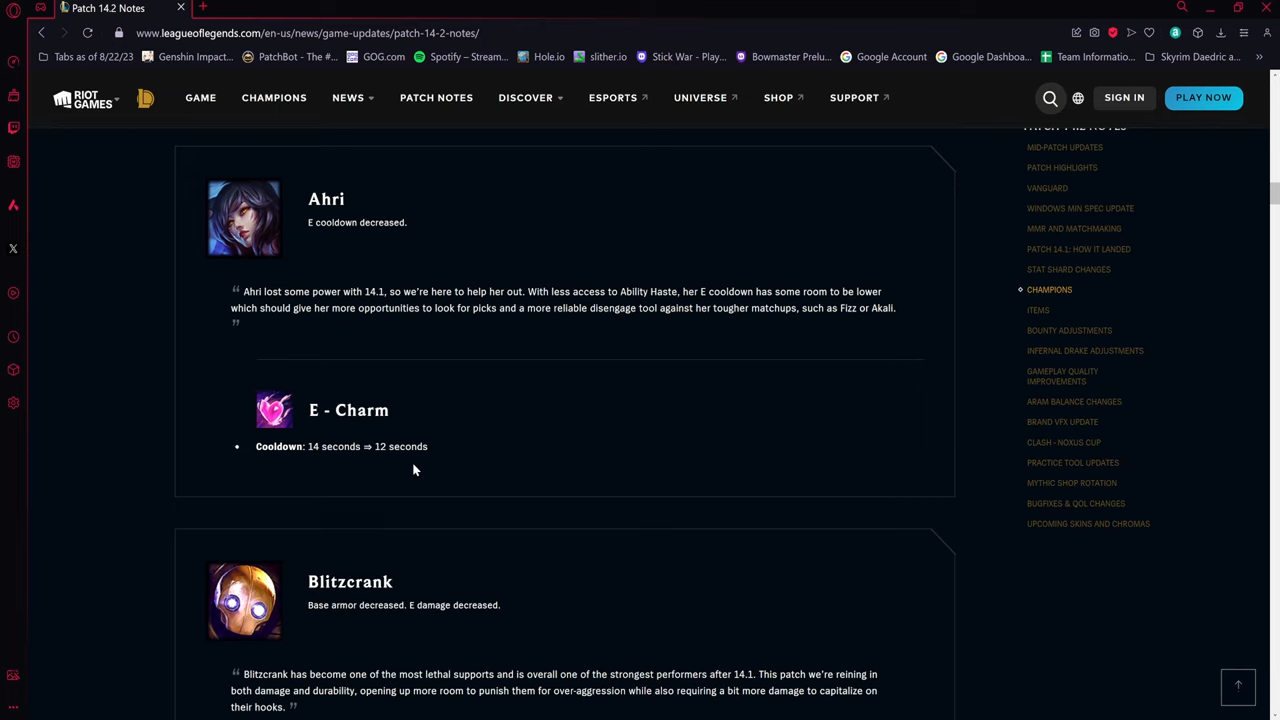 Patch 14.2 Notes
www.leagueoflegends.com/en-us/news/game-updates/patch-14-2-notes/
Tabs as of 8/22/23 Genshin Impact... PatchBot - The #... GOG.com Spotify – Stream... Hole.io slither.io Stick War - Play... Bowmaster Prelu... Google Account Google Dashboa... Team Informatio... Skyrim Daedric a...
RIOT GAMES GAME CHAMPIONS NEWS PATCH NOTES DISCOVER ESPORTS UNIVERSE SHOP SUPPORT SIGN IN PLAY NOW
Ahri
E cooldown decreased.
“ Ahri lost some power with 14.1, so we're here to help her out. With less access to Ability Haste, her E cooldown has some room to be lower
which should give her more opportunities to look for picks and a more reliable disengage tool against her tougher matchups, such as Fizz or Akali.
”
E - Charm
• Cooldown: 14 seconds ⇒ 12 seconds
Blitzcrank
Base armor decreased. E damage decreased.
“ Blitzcrank has become one of the most lethal supports and is overall one of the strongest performers after 14.1. This patch we're reining in
both damage and durability, opening up more room to punish them for over-aggression while also requiring a bit more damage to capitalize on
their hooks. ”
PATCH 14.2 NOTES
MID-PATCH UPDATES
PATCH HIGHLIGHTS
VANGUARD
WINDOWS MIN SPEC UPDATE
MMR AND MATCHMAKING
PATCH 14.1: HOW IT LANDED
STAT SHARD CHANGES
CHAMPIONS
ITEMS
BOUNTY ADJUSTMENTS
INFERNAL DRAKE ADJUSTMENTS
GAMEPLAY QUALITY
IMPROVEMENTS
ARAM BALANCE CHANGES
BRAND VFX UPDATE
CLASH - NOXUS CUP
PRACTICE TOOL UPDATES
MYTHIC SHOP ROTATION
BUGFIXES & QOL CHANGES
UPCOMING SKINS AND CHROMAS